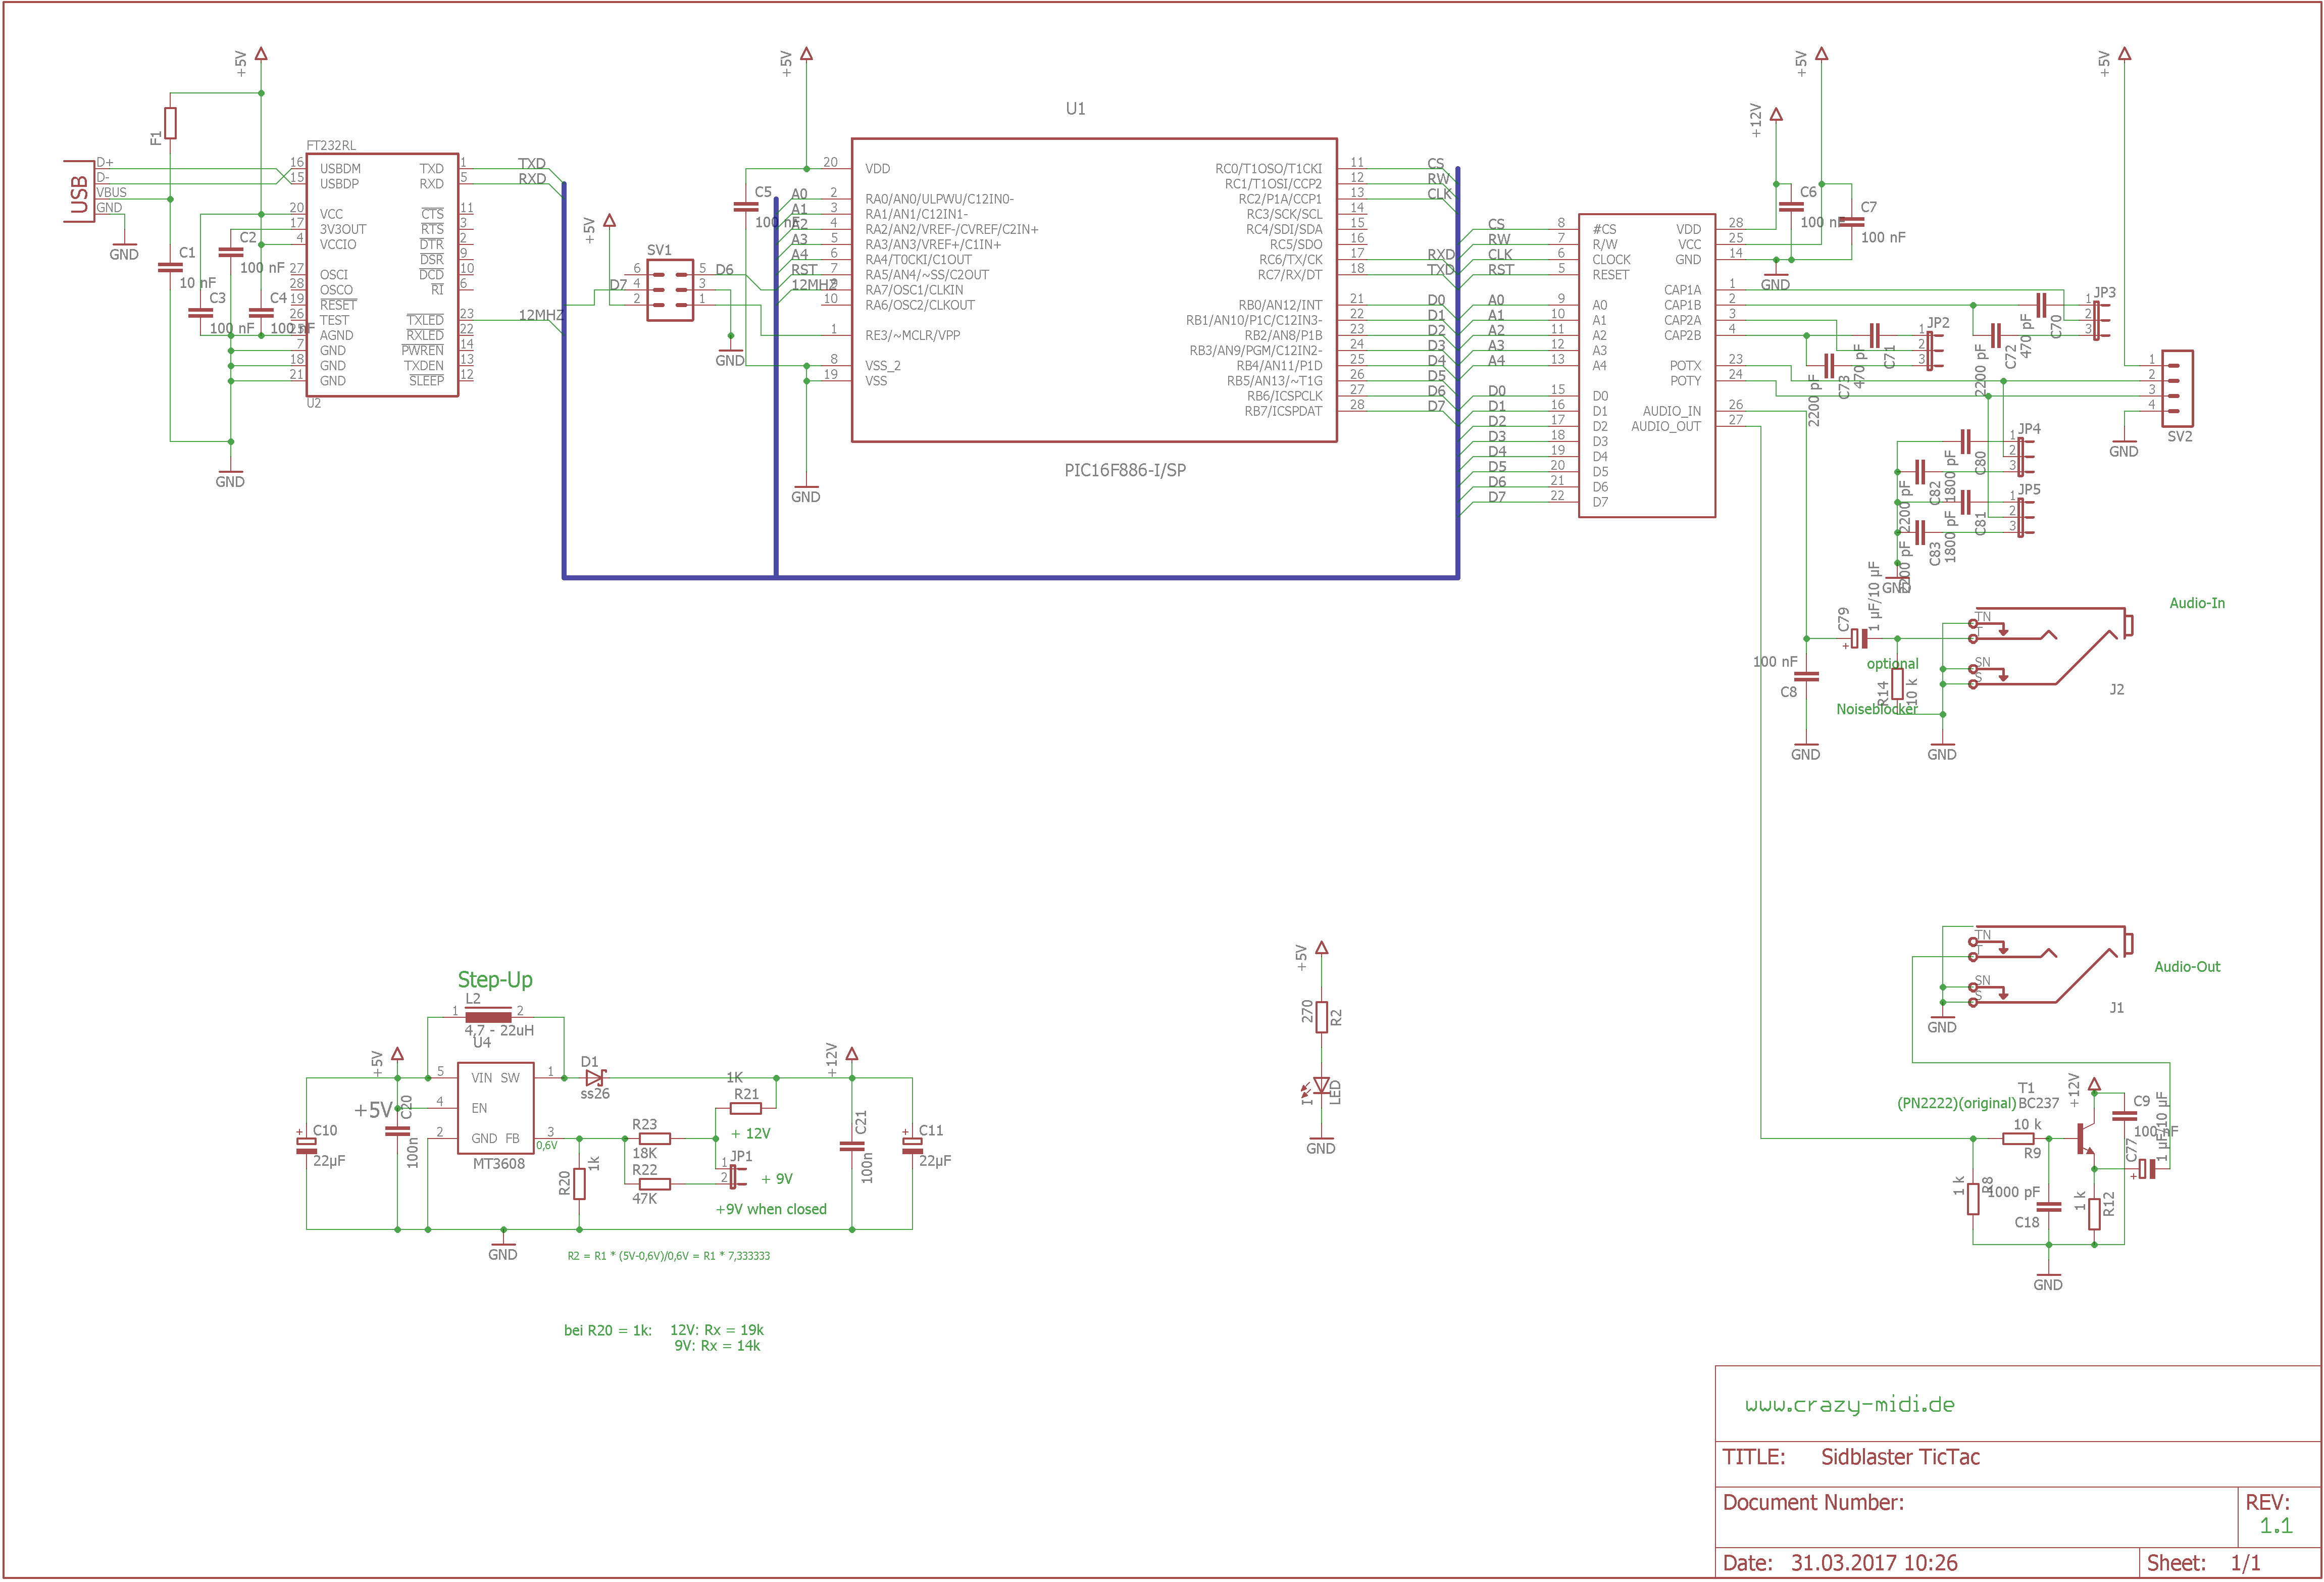 +5V
F1
USB
D+
D-
VBUS
GND
GND
C1
10 nF
C2
100 nF
C3
100 nF
C4
100 nF
GND
FT232RL
16 USBDM
15 USBDP
20 VCC
17 3V3OUT
4 VCCIO
27 OSCI
28 OSCO
19 RESET
26 TEST
25 AGND
7 GND
18 GND
21 GND
TXD 1
RXD 5
CTS 11
RTS 3
DTR 2
DSR 9
DCD 10
RI 6
TXLED 23
RXLED 22
PWREN 14
TXDEN 13
SLEEP 12
U2
TXD
RXD
12MHZ
+5V
SV1
6 5
4 3
2 1
D6
D7
GND
+5V
C5
100 nF
A0
A1
A2
A3
A4
RST
12MHZ
GND
U1
20 VDD
2 RA0/AN0/ULPWU/C12IN0-
3 RA1/AN1/C12IN1-
4 RA2/AN2/VREF-/CVREF/C2IN+
5 RA3/AN3/VREF+/C1IN+
6 RA4/T0CKI/C1OUT
7 RA5/AN4/~SS/C2OUT
9 RA7/OSC1/CLKIN
10 RA6/OSC2/CLKOUT
1 RE3/~MCLR/VPP
8 VSS_2
19 VSS
RC0/T1OSO/T1CKI 11
RC1/T1OSI/CCP2 12
RC2/P1A/CCP1 13
RC3/SCK/SCL 14
RC4/SDI/SDA 15
RC5/SDO 16
RC6/TX/CK 17
RC7/RX/DT 18
RB0/AN12/INT 21
RB1/AN10/P1C/C12IN3- 22
RB2/AN8/P1B 23
RB3/AN9/PGM/C12IN2- 24
RB4/AN11/P1D 25
RB5/AN13/~T1G 26
RB6/ICSPCLK 27
RB7/ICSPDAT 28
PIC16F886-I/SP
CS
RW
CLK
RXD
TXD
D0
D1
D2
D3
D4
D5
D6
D7
CS 8 #CS
RW 7 R/W
CLK 6 CLOCK
RST 5 RESET
A0 9 A0
A1 10 A1
A2 11 A2
A3 12 A3
A4 13 A4
D0 15 D0
D1 16 D1
D2 17 D2
D3 18 D3
D4 19 D4
D5 20 D5
D6 21 D6
D7 22 D7
VDD 28
VCC 25
GND 14
CAP1A 1
CAP1B 2
CAP2A 3
CAP2B 4
POTX 23
POTY 24
AUDIO_IN 26
AUDIO_OUT 27
+12V
+5V
C6
100 nF
C7
100 nF
GND
C70
470 pF
C72
2200 pF
JP3
1
2
3
C71
470 pF
C73
2200 pF
JP2
1
2
3
+5V
1
2
3
4
SV2
GND
C80
1800 pF
C82
2200 pF
JP4
1
2
3
C81
1800 pF
C83
2200 pF
JP5
1
2
3
GND
Audio-In
C79
1 µF/10 µF
+
100 nF
C8
GND
optional
R14
10 k
Noiseblocker
TN
T
SN
S
J2
GND
Audio-Out
TN
T
SN
S
J1
GND
+12V
T1
(PN2222)(original) BC237
10 k
R9
1 k
R8
1000 pF
C18
1 k
R12
C9
100 nF
C77
1 µF/10 µF
+
GND
+5V
270
R2
LED
I
GND
Step-Up
L2
1 2
4,7 - 22uH
U4
+5V
+5V
5 VIN SW 1
4 EN
2 GND FB 3
0,6V
MT3608
D1
ss26
+
C10
22µF
C20
100n
R20
1k
R23
18K
R22
47K
1K
R21
+ 12V
JP1
1
2
+ 9V
+9V when closed
+12V
C21
100n
+
C11
22µF
GND
R2 = R1 * (5V-0,6V)/0,6V = R1 * 7,333333
bei R20 = 1k: 12V: Rx = 19k
9V: Rx = 14k
www.crazy-midi.de
TITLE: Sidblaster TicTac
Document Number:
REV:
1.1
Date: 31.03.2017 10:26
Sheet: 1/1